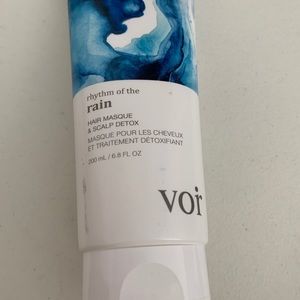 rhythm of the
rain
HAIR MASQUE
& SCALP DETOX
MASQUE POUR LES CHEVEUX
ET TRAITEMENT DÉTOXIFIANT
200 mL / 6.8 FL OZ
voir